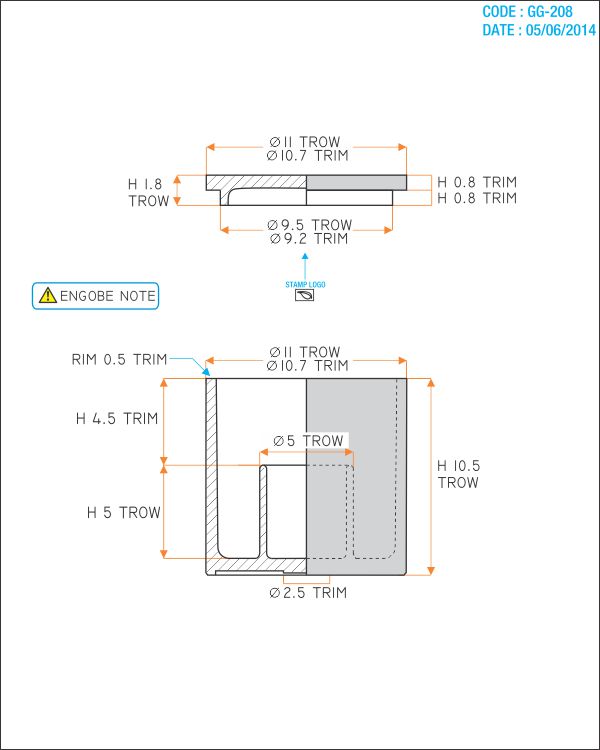 CODE : GG-208
DATE : 05/06/2014
Ø11 TROW
Ø10.7 TRIM
H 1.8
TROW
H 0.8 TRIM
H 0.8 TRIM
Ø9.5 TROW
Ø9.2 TRIM
STAMP LOGO
ENGOBE NOTE
RIM 0.5 TRIM
Ø11 TROW
Ø10.7 TRIM
H 4.5 TRIM
Ø5 TROW
H 10.5
TROW
H 5 TROW
Ø2.5 TRIM